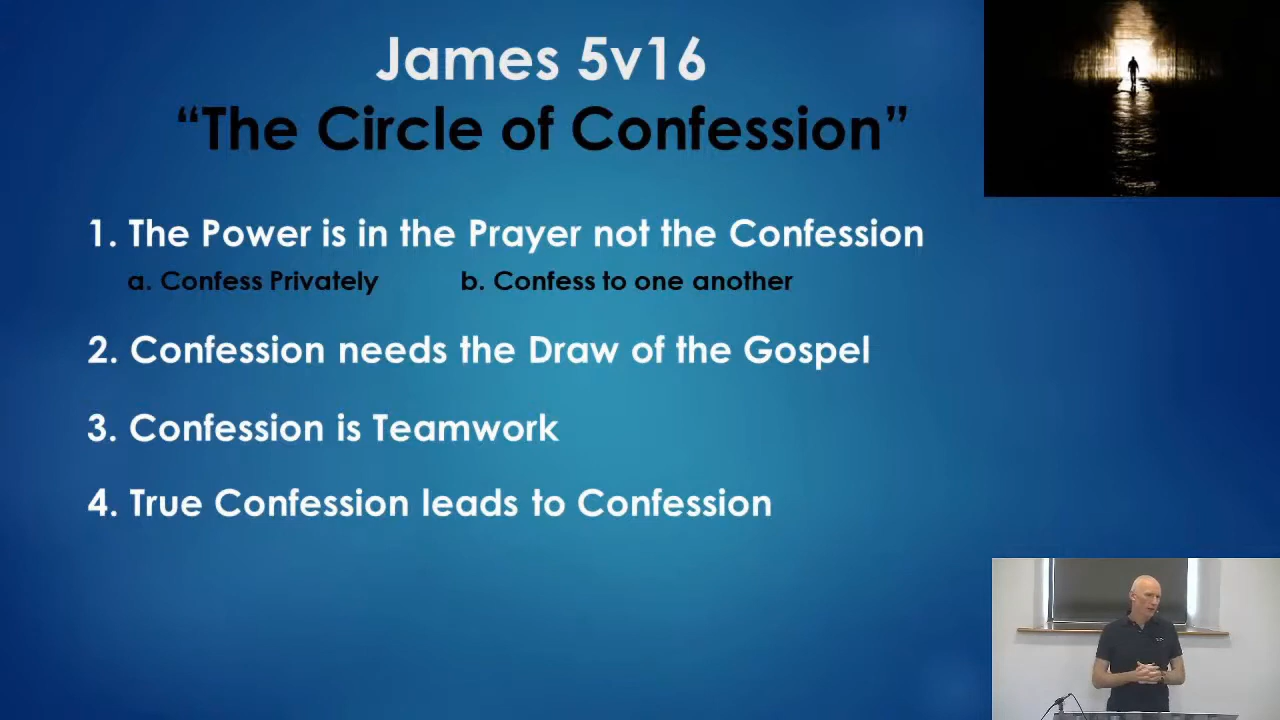 James 5v16
“The Circle of Confession”
1. The Power is in the Prayer not the Confession
a. Confess Privately b. Confess to one another
2. Confession needs the Draw of the Gospel
3. Confession is Teamwork
4. True Confession leads to Confession